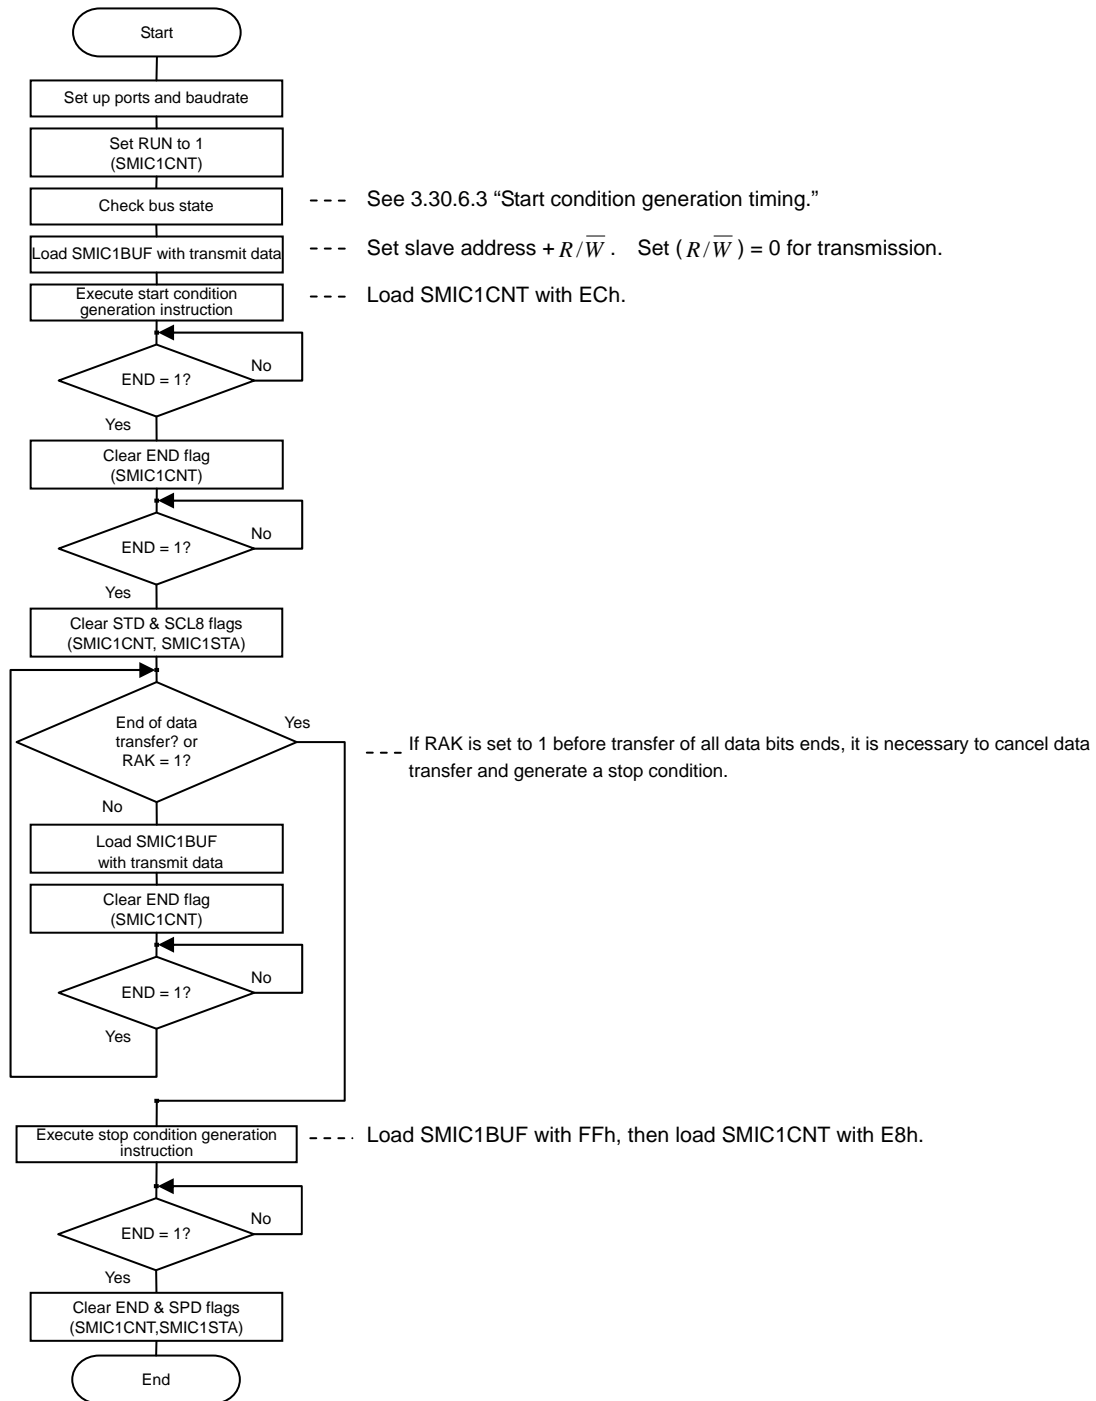 Start
Set up ports and baudrate
Set RUN to 1
(SMIC1CNT)
Check bus state
See 3.30.6.3 “Start condition generation timing.”
Load SMIC1BUF with transmit data
Set slave address + R/W̅ . Set ( R/W̅ ) = 0 for transmission.
Execute start condition
generation instruction
Load SMIC1CNT with ECh.
END = 1?
No
Yes
Clear END flag
(SMIC1CNT)
END = 1?
No
Yes
Clear STD & SCL8 flags
(SMIC1CNT, SMIC1STA)
End of data
transfer? or
RAK = 1?
Yes
No
If RAK is set to 1 before transfer of all data bits ends, it is necessary to cancel data
transfer and generate a stop condition.
Load SMIC1BUF
with transmit data
Clear END flag
(SMIC1CNT)
END = 1?
No
Yes
Execute stop condition generation
instruction
Load SMIC1BUF with FFh, then load SMIC1CNT with E8h.
END = 1?
No
Yes
Clear END & SPD flags
(SMIC1CNT,SMIC1STA)
End